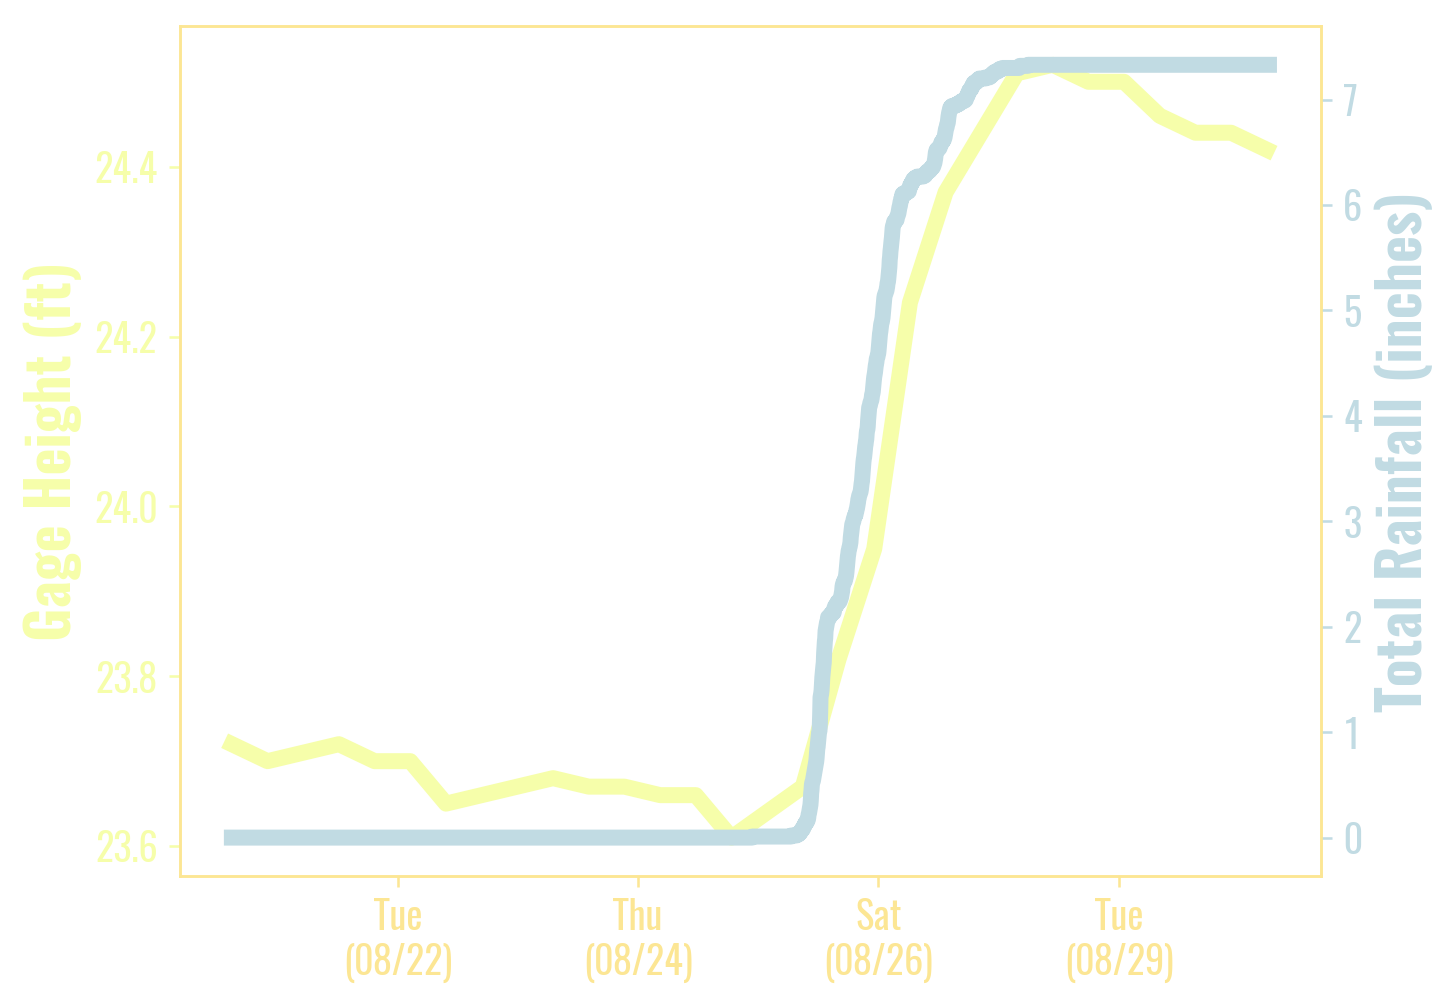 Gage Height (ft)
24.4
24.2
24.0
23.8
23.6
7
6
5
4
3
2
1
0
Total Rainfall (inches)
Tue
(08/22)
Thu
(08/24)
Sat
(08/26)
Tue
(08/29)